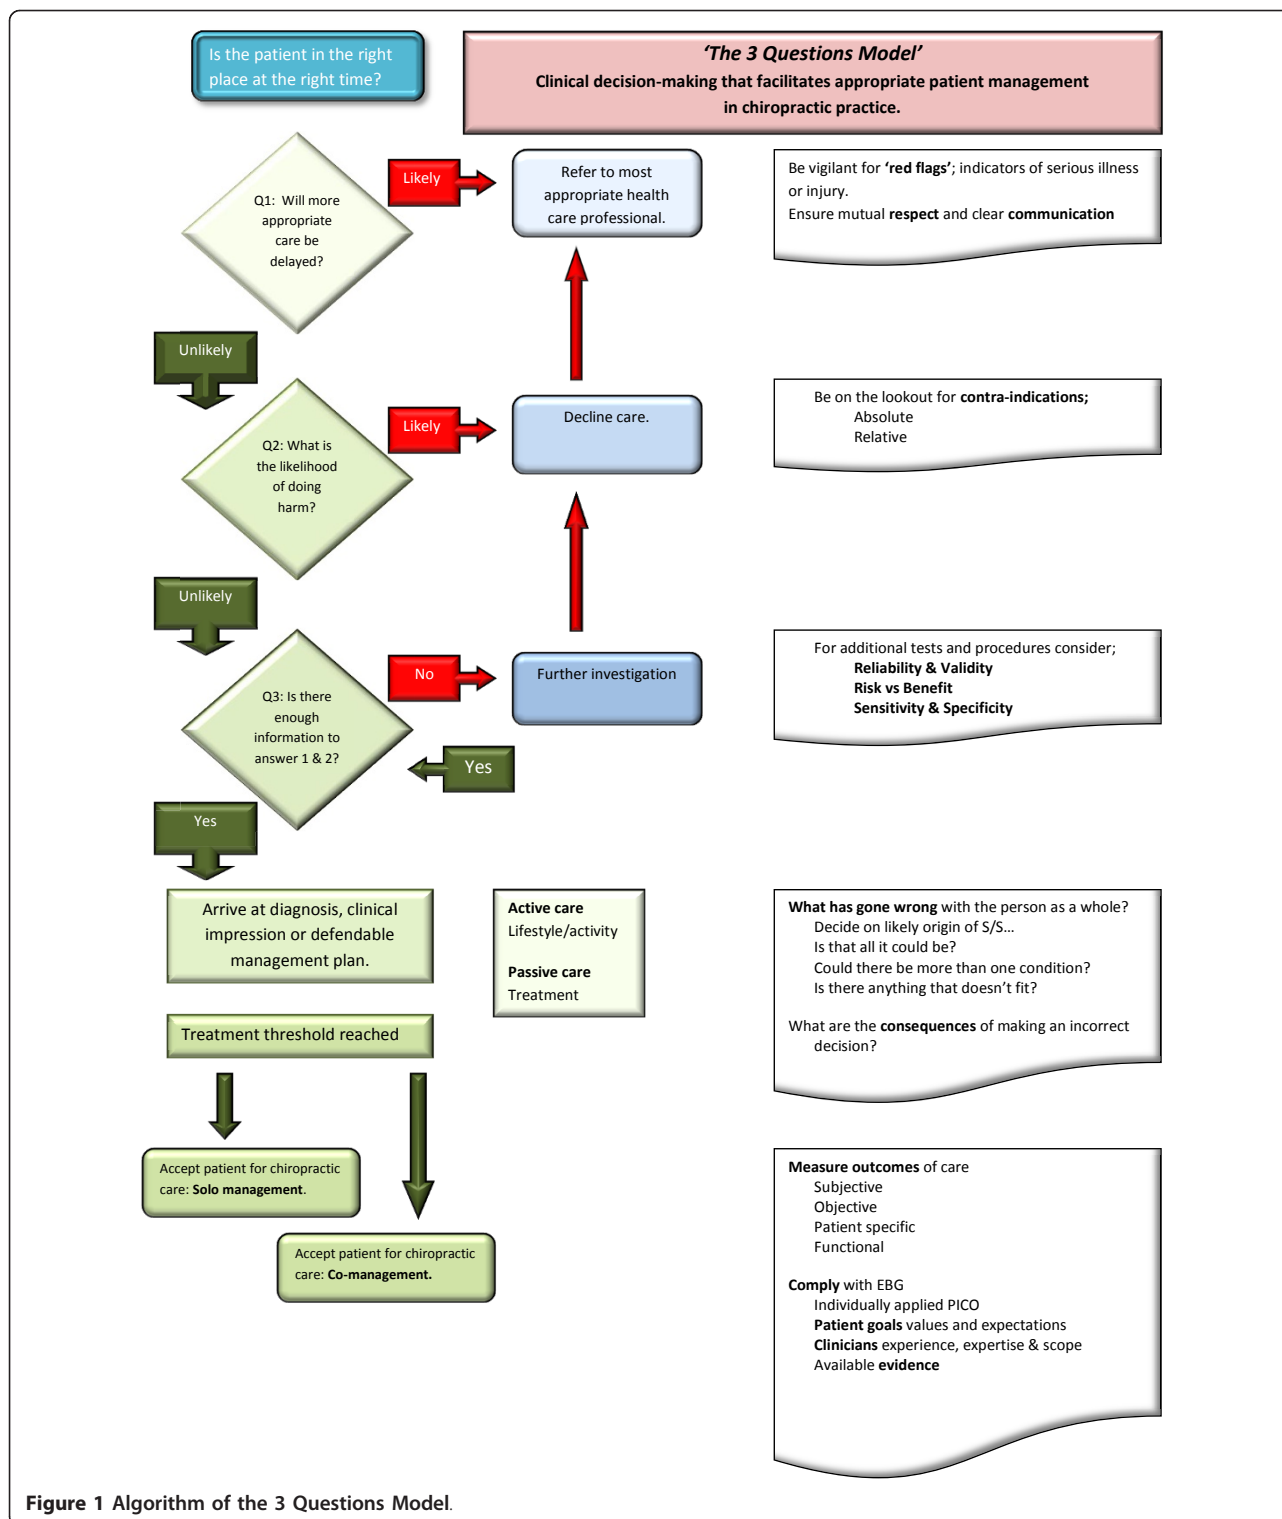 Is the patient in the right
place at the right time?
‘The 3 Questions Model’
Clinical decision-making that facilitates appropriate patient management
in chiropractic practice.
Q1: Will more
appropriate
care be
delayed?
Likely
Refer to most
appropriate health
care professional.
Be vigilant for ‘red flags’; indicators of serious illness
or injury.
Ensure mutual respect and clear communication
Unlikely
Q2: What is
the likelihood
of doing
harm?
Likely
Decline care.
Be on the lookout for contra-indications;
Absolute
Relative
Unlikely
Q3: Is there
enough
information to
answer 1 & 2?
No
Further investigation
Yes
For additional tests and procedures consider;
Reliability & Validity
Risk vs Benefit
Sensitivity & Specificity
Yes
Arrive at diagnosis, clinical
impression or defendable
management plan.
Active care
Lifestyle/activity
Passive care
Treatment
What has gone wrong with the person as a whole?
Decide on likely origin of S/S…
Is that all it could be?
Could there be more than one condition?
Is there anything that doesn’t fit?
What are the consequences of making an incorrect
decision?
Treatment threshold reached
Accept patient for chiropractic
care: Solo management.
Accept patient for chiropractic
care: Co-management.
Measure outcomes of care
Subjective
Objective
Patient specific
Functional
Comply with EBG
Individually applied PICO
Patient goals values and expectations
Clinicians experience, expertise & scope
Available evidence
Figure 1 Algorithm of the 3 Questions Model.